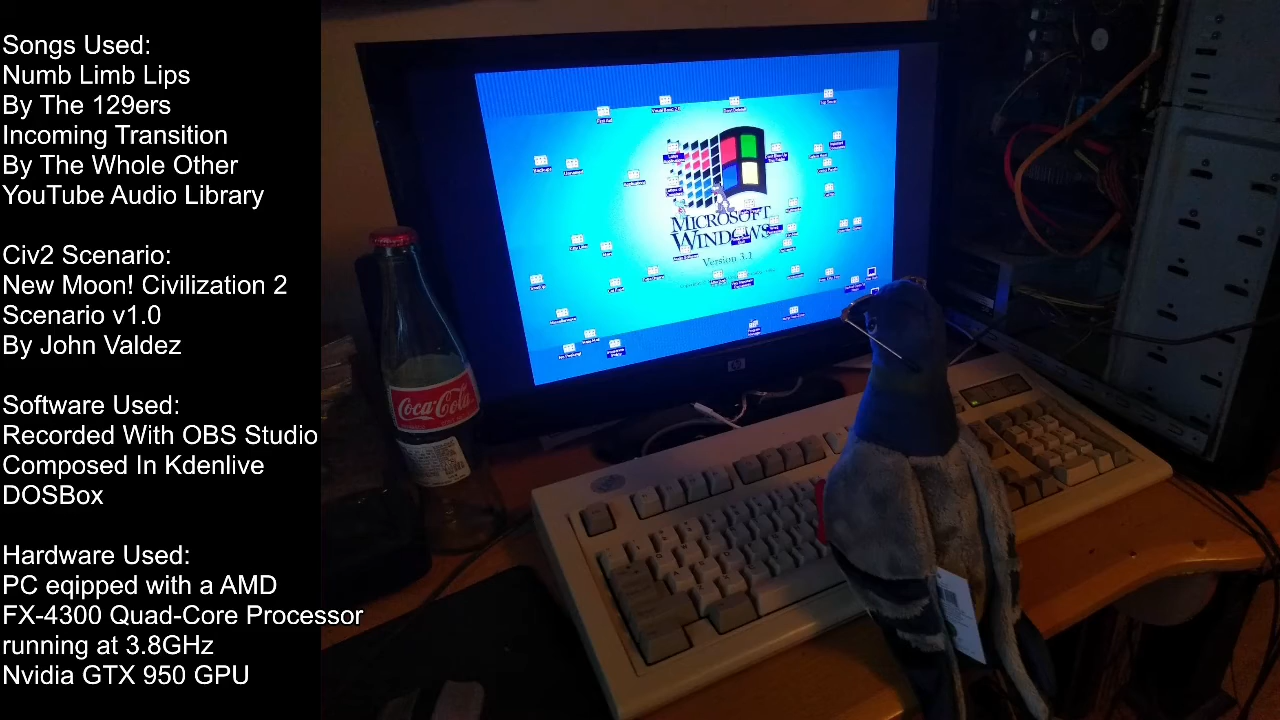 Songs Used:
Numb Limb Lips
By The 129ers
Incoming Transition
By The Whole Other
YouTube Audio Library
Civ2 Scenario:
New Moon! Civilization 2
Scenario v1.0
By John Valdez
Software Used:
Recorded With OBS Studio
Composed In Kdenlive
DOSBox
Hardware Used:
PC eqipped with a AMD
FX-4300 Quad-Core Processor
running at 3.8GHz
Nvidia GTX 950 GPU
MICROSOFT
WINDOWS
Version 3.1
hp
Coca-Cola